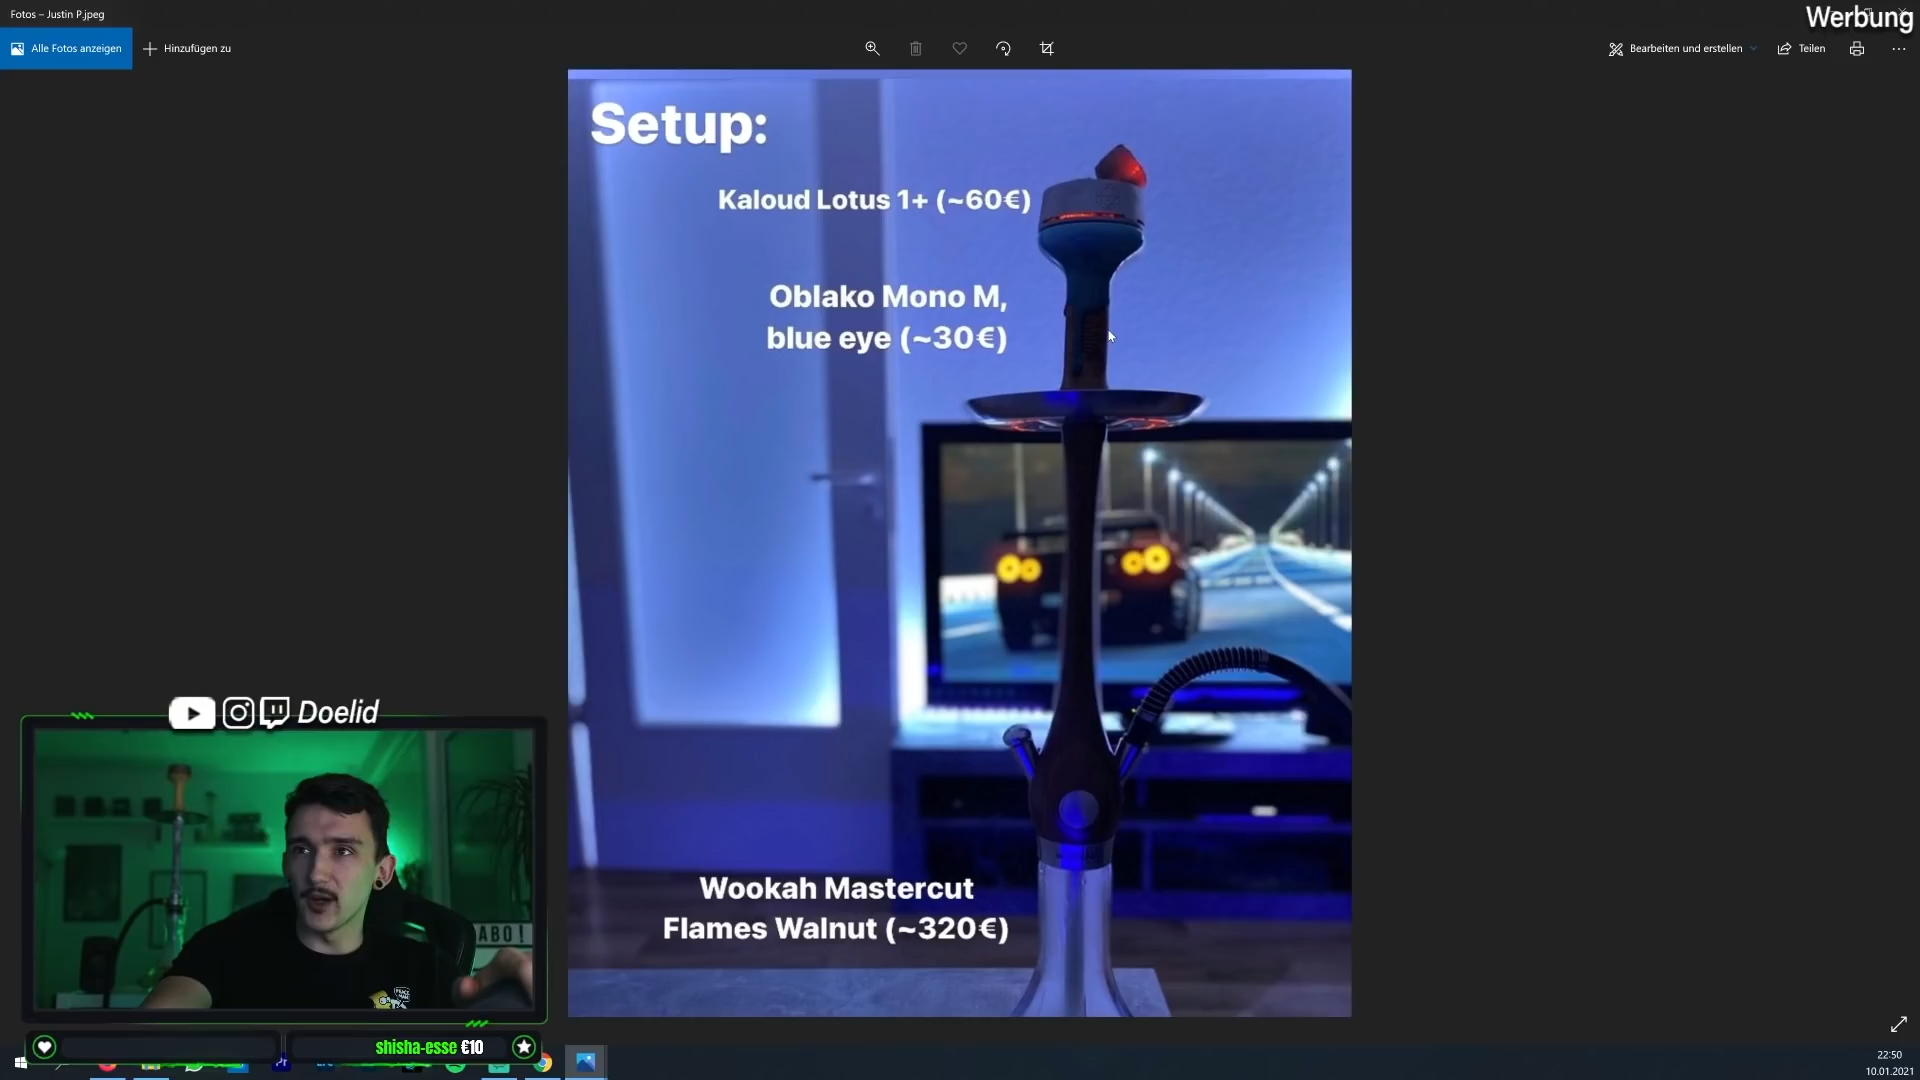 Fotos – Justin P.jpeg
Werbung
Alle Fotos anzeigen
Hinzufügen zu
Bearbeiten und erstellen
Teilen
Setup:
Kaloud Lotus 1+ (~60€)
Oblako Mono M,
blue eye (~30€)
Wookah Mastercut
Flames Walnut (~320€)
Doelid
ABO!
shisha-esse €10
22:50
10.01.2021